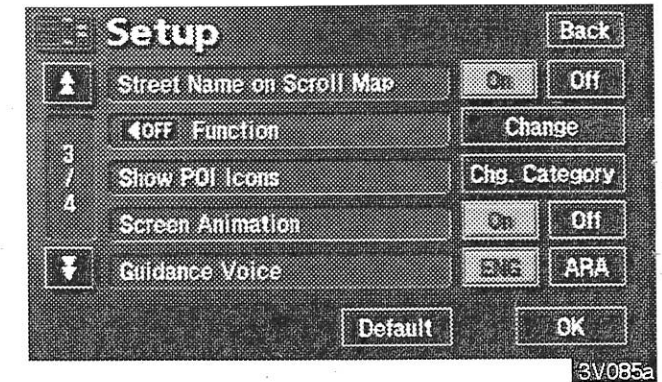 Setup Back
Street Name on Scroll Map On Off
◀OFF Function Change
3
/
4
Show POI Icons Chg. Category
Screen Animation On Off
Guidance Voice ENG ARA
Default OK
3V085a